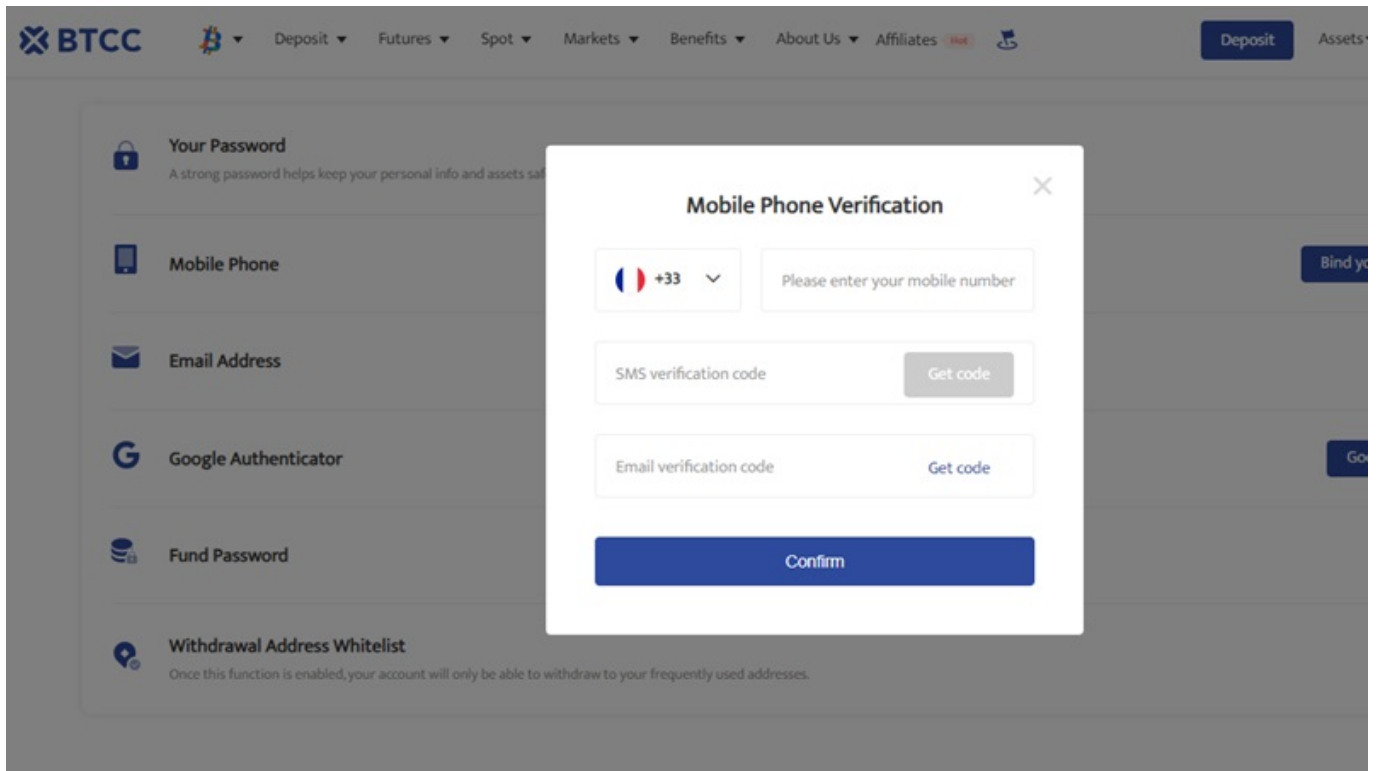 BTCC
Deposit Futures Spot Markets Benefits About Us Affiliates Hot Deposit Assets
Your Password
A strong password helps keep your personal info and assets
Mobile Phone Verification
+33 Please enter your mobile number
Mobile Phone
Bind
SMS verification code Get code
Email Address
Google Authenticator
Email verification code Get code
Fund Password
Confirm
Withdrawal Address Whitelist
Once this function is enabled, your account will only be able to withdraw to your frequently used addresses.